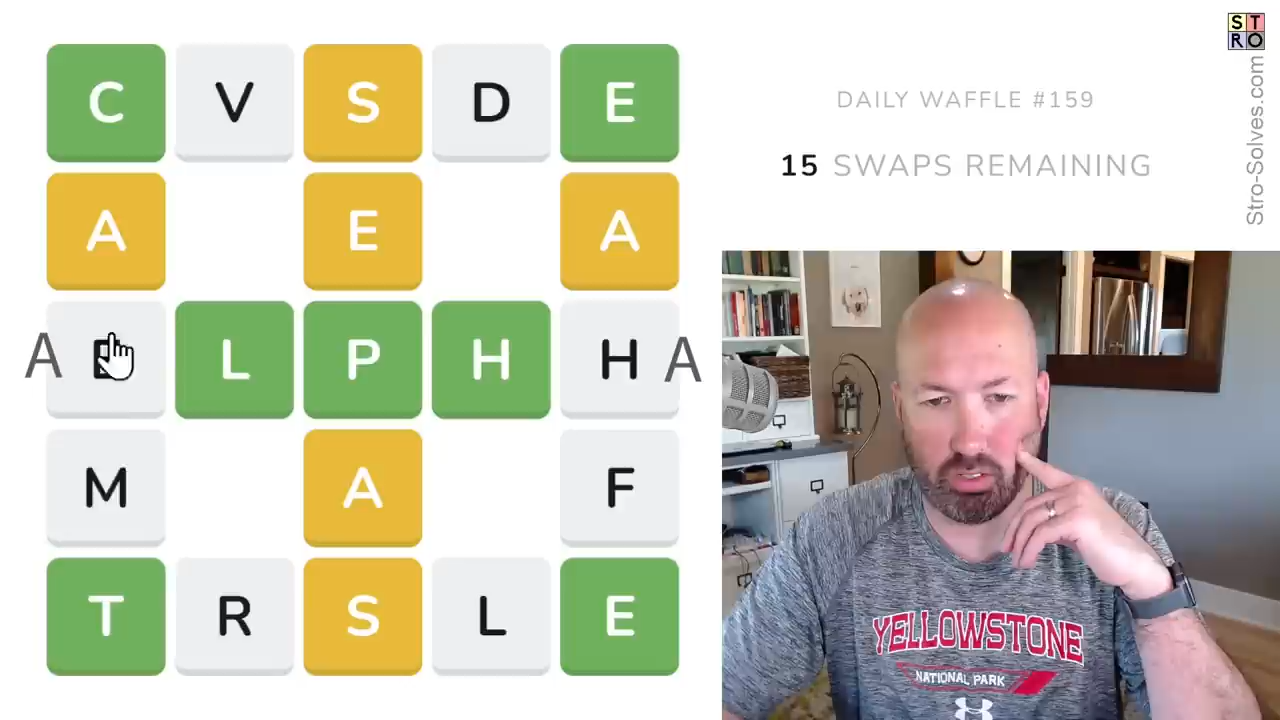 C V S D E
A E A
A L P H H A
M A F
T R S L E
DAILY WAFFLE #159
15 SWAPS REMAINING
S T
R O
Stro-Solves.com
YELLOWSTONE
NATIONAL PARK